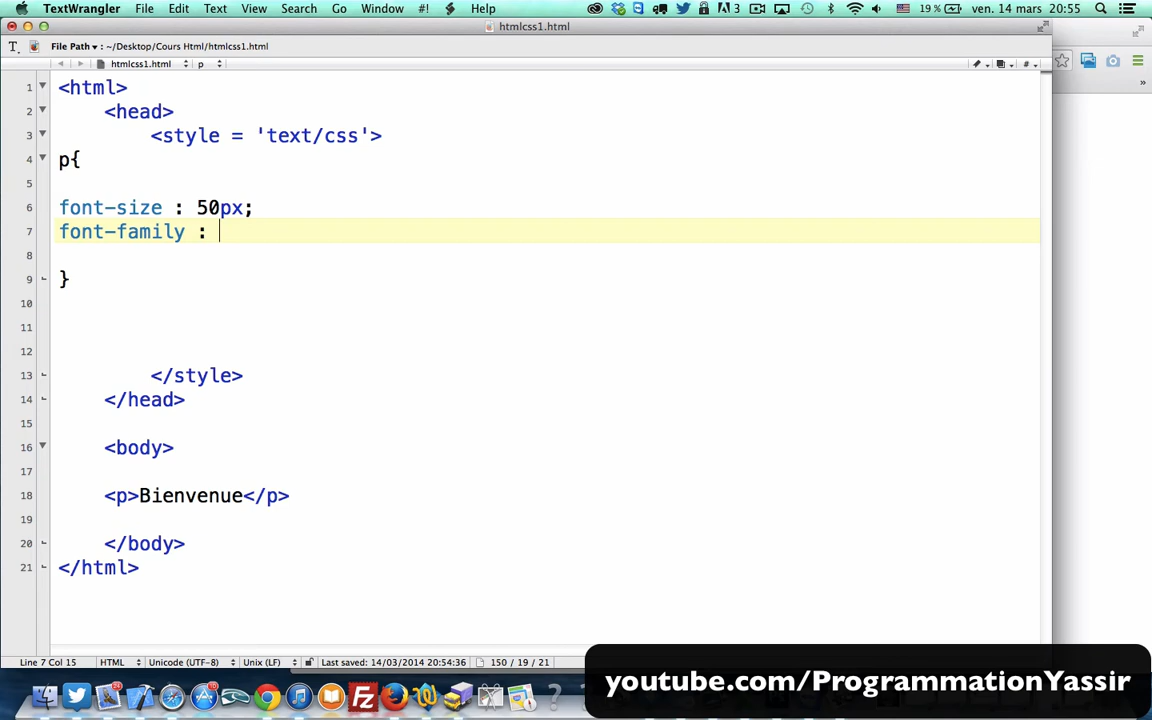 TextWrangler File Edit Text View Search Go Window #! Help 3 19 % ven. 14 mars 20:55
htmlcss1.html
T. File Path ▾ : ~/Desktop/Cours Html/htmlcss1.html
htmlcss1.html p #
1 <html>
2 <head>
3 <style = 'text/css'>
4 p{
5
6 font-size : 50px;
7 font-family :
8
9 }
10
11
12
13 </style>
14 </head>
15
16 <body>
17
18 <p>Bienvenue</p>
19
20 </body>
21 </html>
Line 7 Col 15 HTML Unicode (UTF-8) Unix (LF) Last saved: 14/03/2014 20:54:36 150 / 19 / 21
youtube.com/ProgrammationYassir